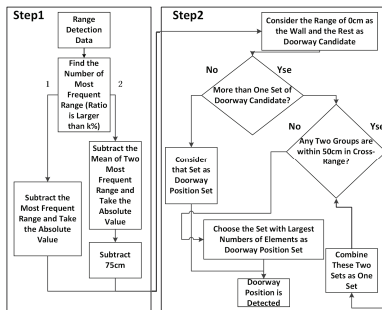 Step1
Range
Detection
Data
Find the
Number of
Most
Frequent
Range (Ratio
is Larger
than k%)
1
2
Subtract the
Most Frequent
Range and Take
the Absolute
Value
Subtract the
Mean of Two
Most
Frequent
Range and
Take the
Absolute
Value
Subtract
75cm
Step2
Consider the Range of 0cm as
the Wall and the Rest as
Doorway Candidate
No
Yse
More than One Set of
Doorway Candidate?
No
Yse
Any Two Groups are
within 50cm in Cross-
Range?
Consider
that Set as
Doorway
Position Set
Choose the Set with Largest
Numbers of Elements as
Doorway Position Set
Combine
These Two
Sets as One
Set
Doorway
Position is
Detected